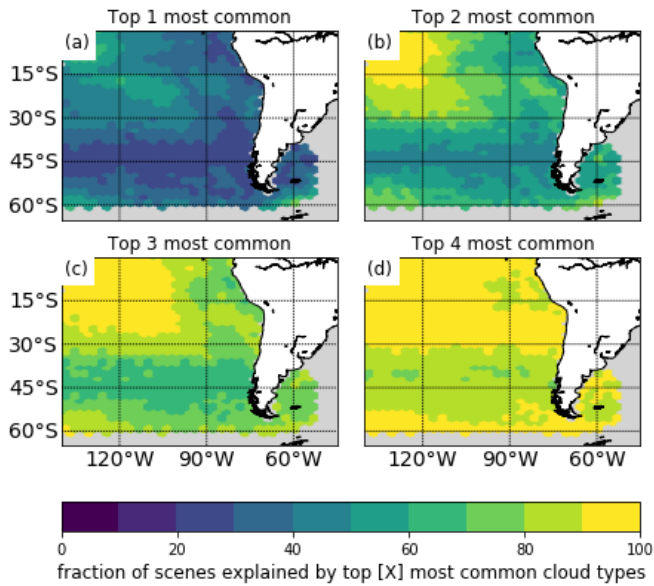 Top 1 most common
Top 2 most common
(a)
(b)
15°S
30°S
45°S
60°S
Top 3 most common
Top 4 most common
(c)
(d)
15°S
30°S
45°S
60°S
120°W 90°W 60°W
120°W 90°W 60°W
0 20 40 60 80 100
fraction of scenes explained by top [X] most common cloud types